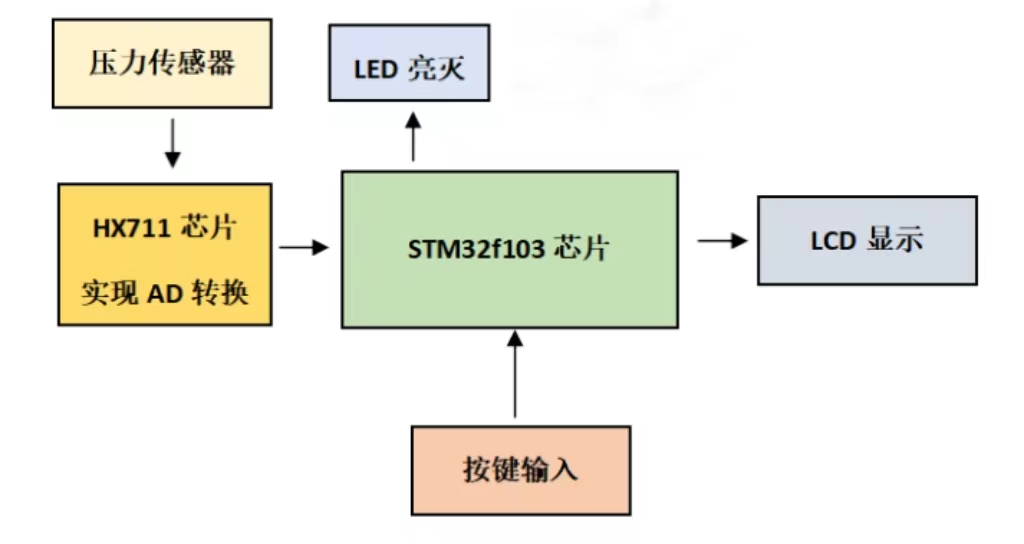 压力传感器
LED 亮灭
HX711 芯片
实现 AD 转换
STM32f103 芯片
LCD 显示
按键输入